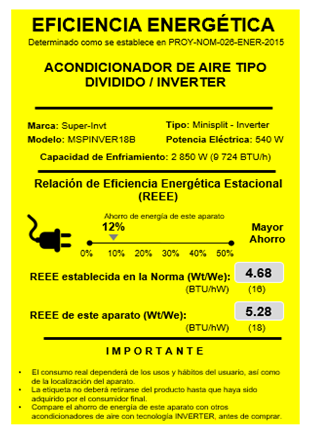 EFICIENCIA ENERGÉTICA
Determinado como se establece en PROY-NOM-026-ENER-2015
ACONDICIONADOR DE AIRE TIPO
DIVIDIDO / INVERTER
Marca: Super-Invt
Tipo: Minisplit - Inverter
Modelo: MSPINVER18B
Potencia Eléctrica: 540 W
Capacidad de Enfriamiento: 2 850 W (9 724 BTU/h)
Relación de Eficiencia Energética Estacional
(REEE)
Ahorro de energía de este aparato
12%
Mayor
Ahorro
0% 10% 20% 30% 40% 50%
REEE establecida en la Norma (Wt/We): 4.68
(BTU/hW) (16)
REEE de este aparato (Wt/We): 5.28
(BTU/hW) (18)
IMPORTANTE
• El consumo real dependerá de los usos y hábitos del usuario, así como
de la localización del aparato.
• La etiqueta no deberá retirarse del producto hasta que haya sido
adquirido por el consumidor final.
• Compare el ahorro de energía de este aparato con otros
acondicionadores de aire con tecnología INVERTER, antes de comprar.